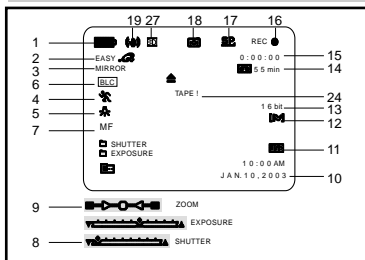 19 27 18 17 16
1 REC
2 EASY 0:00:00 15
3 MIRROR 55 min 14
6 BLC
4 TAPE ! 24
5 16 bit 13
7 MF 12
SHUTTER
EXPOSURE 11
10:00 AM
JAN. 10, 2003 10
9 ZOOM
EXPOSURE
8 SHUTTER